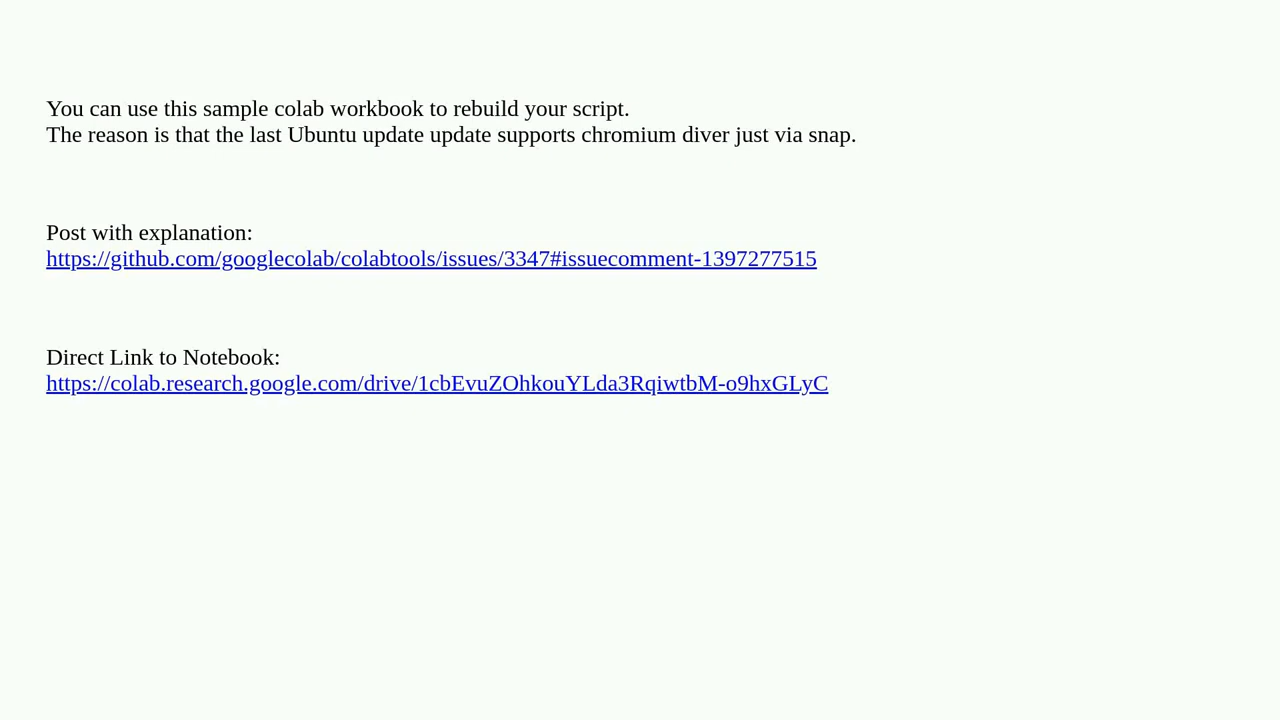 You can use this sample colab workbook to rebuild your script.
The reason is that the last Ubuntu update update supports chromium diver just via snap.
Post with explanation:
https://github.com/googlecolab/colabtools/issues/3347#issuecomment-1397277515
Direct Link to Notebook:
https://colab.research.google.com/drive/1cbEvuZOhkouYLda3RqiwtbM-o9hxGLyC